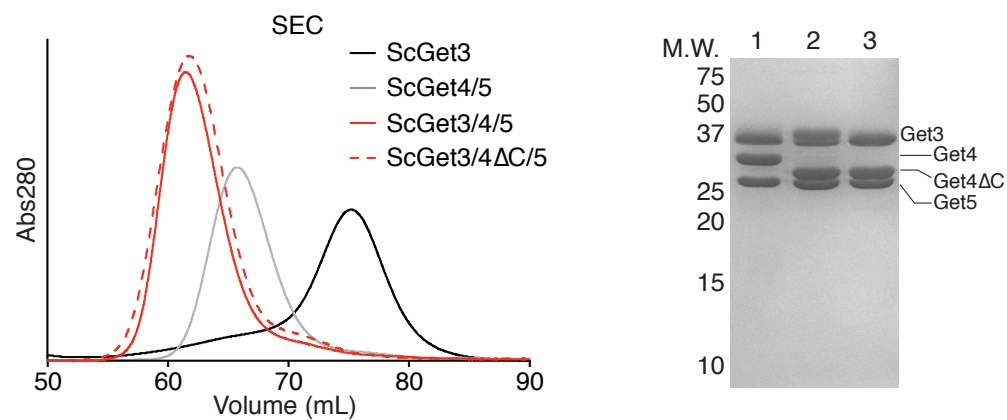 SEC
ScGet3
ScGet4/5
ScGet3/4/5
ScGet3/4ΔC/5
Abs280
50 60 70 80 90
Volume (mL)
M.W. 1 2 3
75
50
37
25
20
15
10
Get3
Get4
Get4ΔC
Get5